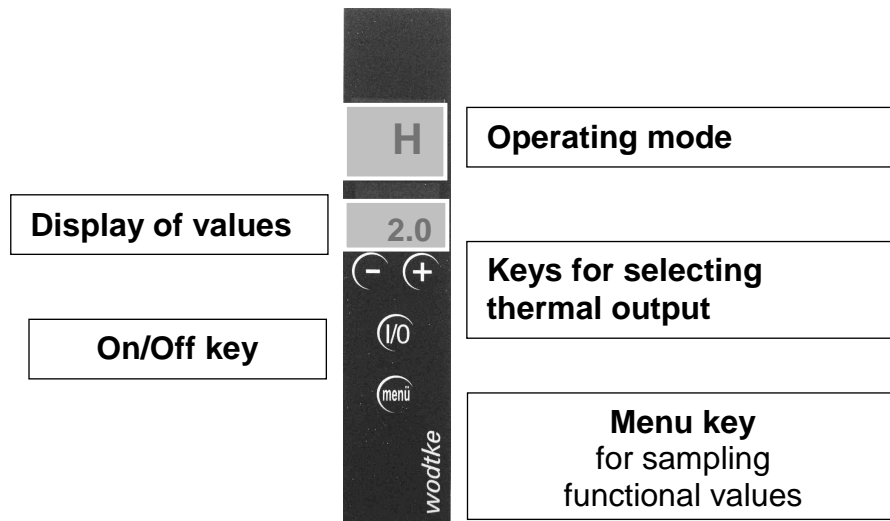 H
Operating mode
Display of values
2.0
- +
Keys for selecting
thermal output
On/Off key
I/O
menü
Menu key
for sampling
functional values
wodtke